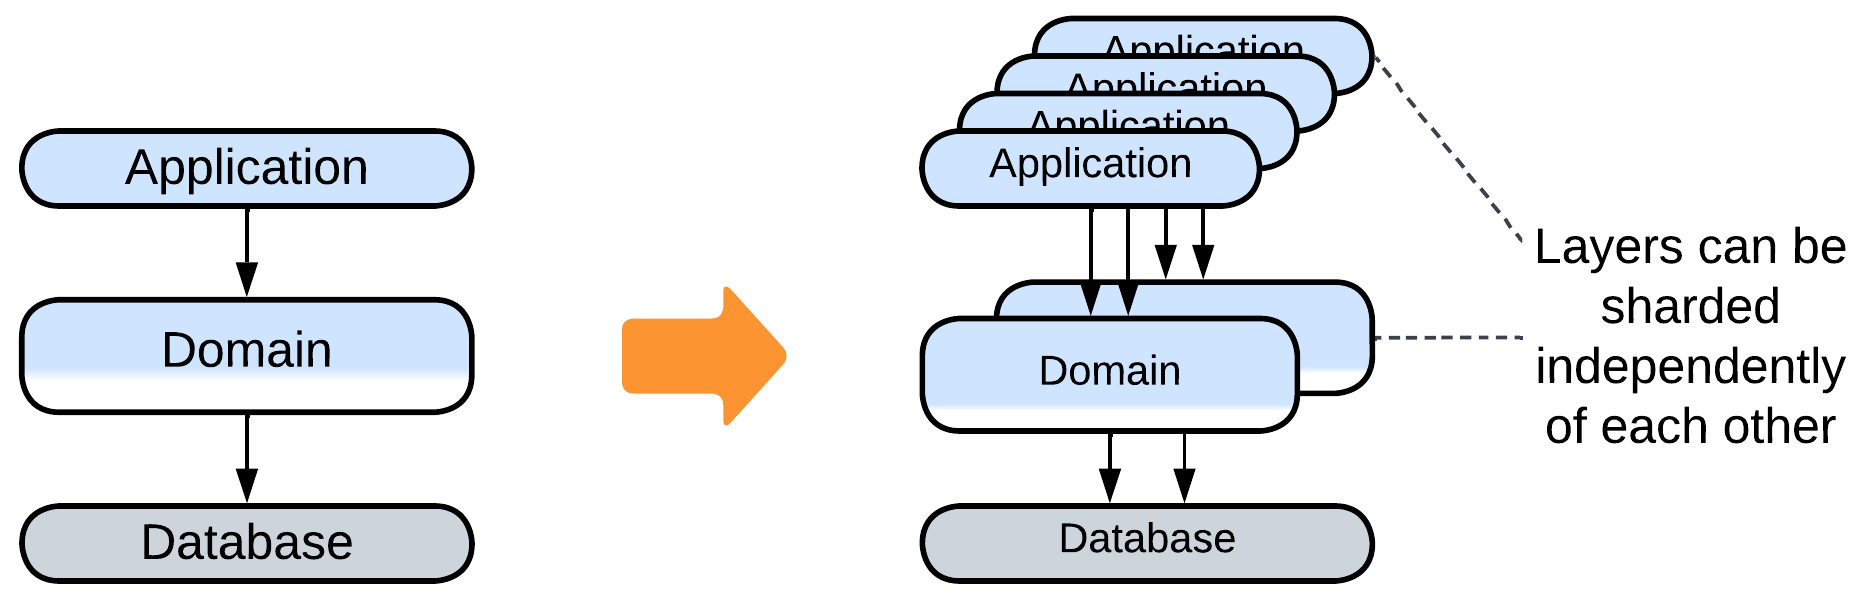 Application
Domain
Database
Application
Application
Application
Application
Domain
Database
Layers can be
sharded
independently
of each other